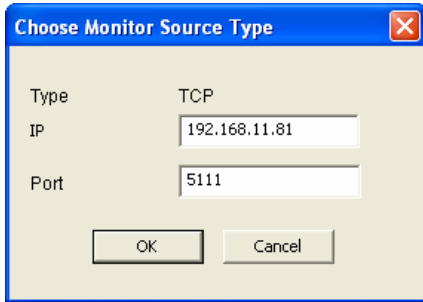 Choose Monitor Source Type
Type TCP
IP 192.168.11.81
Port 5111
OK Cancel